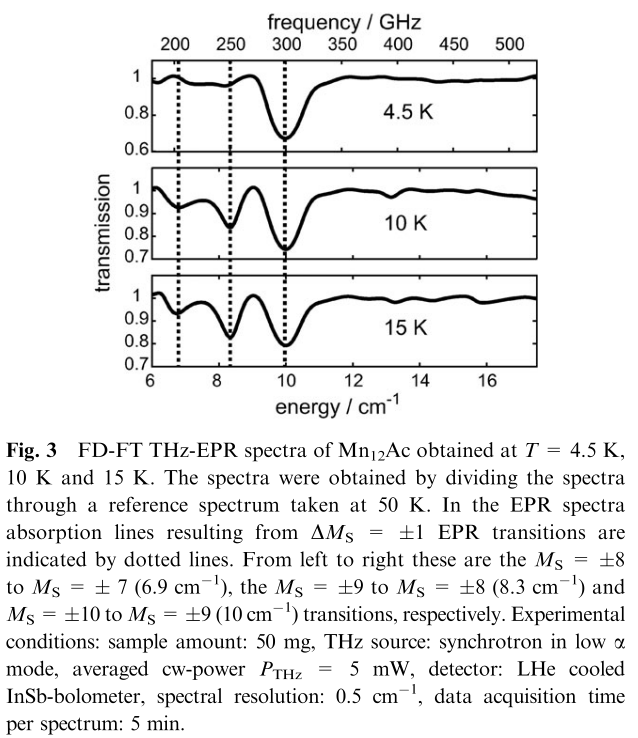 frequency / GHz
200 250 300 350 400 450 500
1
0.8
0.6
4.5 K
1
0.9
0.8
0.7
10 K
transmission
1
0.9
0.8
0.7
15 K
6 8 10 12 14 16
energy / cm⁻¹
Fig. 3 FD-FT THz-EPR spectra of Mn₁₂Ac obtained at T = 4.5 K,
10 K and 15 K. The spectra were obtained by dividing the spectra
through a reference spectrum taken at 50 K. In the EPR spectra
absorption lines resulting from ΔM_S = ±1 EPR transitions are
indicated by dotted lines. From left to right these are the M_S = ±8
to M_S = ± 7 (6.9 cm⁻¹), the M_S = ±9 to M_S = ±8 (8.3 cm⁻¹) and
M_S = ±10 to M_S = ±9 (10 cm⁻¹) transitions, respectively. Experimental
conditions: sample amount: 50 mg, THz source: synchrotron in low α
mode, averaged cw-power P_THz = 5 mW, detector: LHe cooled
InSb-bolometer, spectral resolution: 0.5 cm⁻¹, data acquisition time
per spectrum: 5 min.